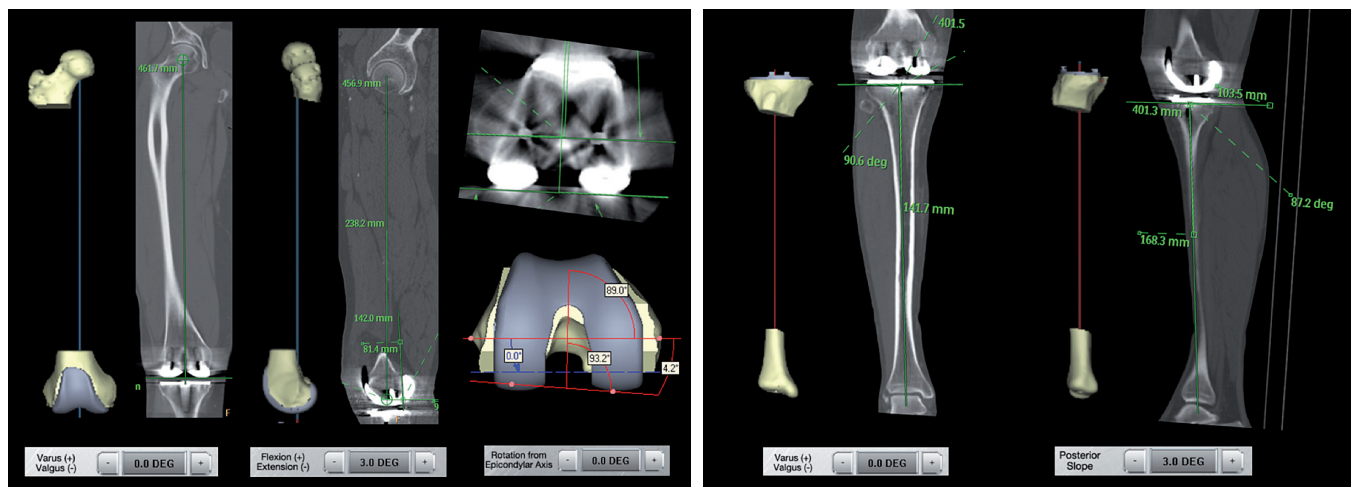 461.7 mm
456.9 mm
238.2 mm
142.0 mm
81.4 mm
F
89.0°
0.0°
93.2°
4.2°
Varus (+)
Valgus (-)
-
0.0 DEG
+
Flexion (+)
Extension (-)
-
3.0 DEG
+
Rotation from
Epicondylar Axis
-
0.0 DEG
+
401.5
90.6 deg
141.7 mm
103.5 mm
401.3 mm
87.2 deg
168.3 mm
Varus (+)
Valgus (-)
-
0.0 DEG
+
Posterior
Slope
-
3.0 DEG
+